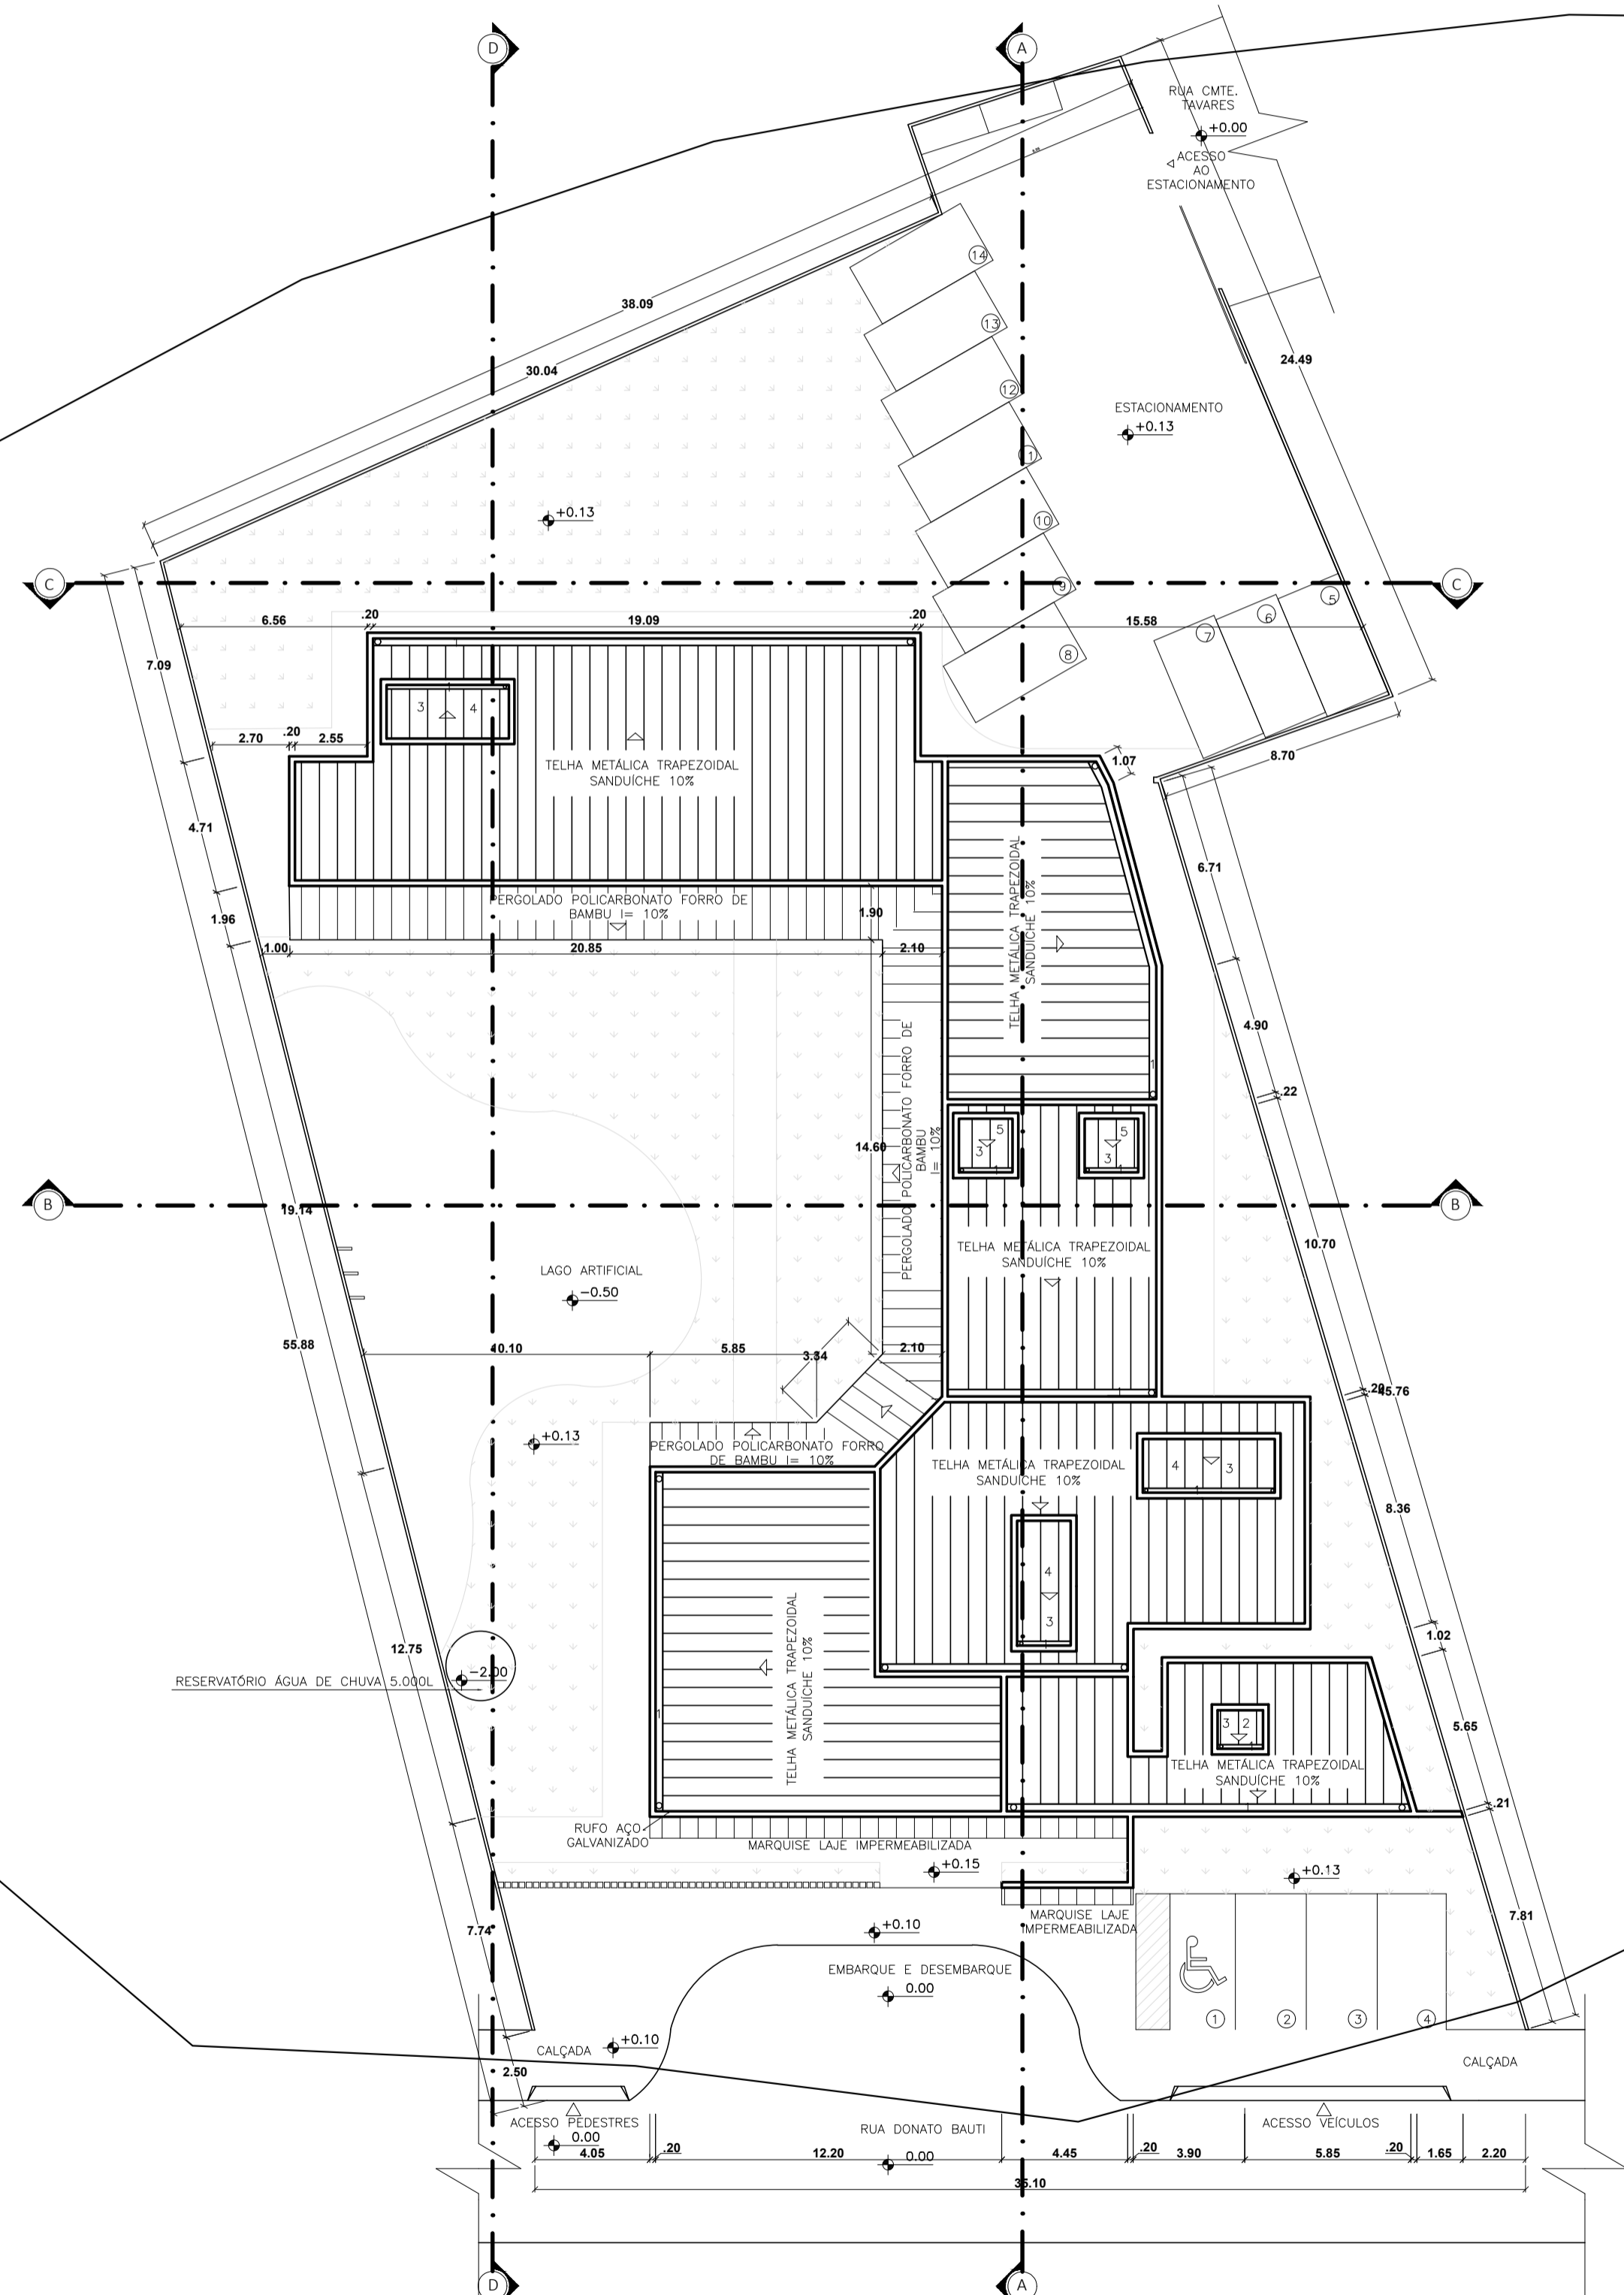 D
A
RUA CMTE.
TAVARES
+0.00
ACESSO
AO
ESTACIONAMENTO
14
38.09
13
30.04
24.49
12
ESTACIONAMENTO
+0.13
11
10
+0.13
C
C
9
5
6
7
6.56
.20
19.09
.20
15.58
8
7.09
1
1
3
4
2.70
.20
2.55
TELHA METÁLICA TRAPEZOIDAL
SANDUÍCHE 10%
1.07
8.70
4.71
6.71
TELHA METÁLICA TRAPEZOIDAL
SANDUÍCHE 10%
PERGOLADO POLICARBONATO FORRO DE
BAMBU I= 10%
1.96
1.90
1.00
20.85
2.10
4.90
PERGOLADO POLICARBONATO FORRO DE
BAMBU
I= 10%
1
.22
5
3
1
5
3
1
14.60
B
B
19.14
10.70
TELHA METÁLICA TRAPEZOIDAL
SANDUÍCHE 10%
LAGO ARTIFICIAL
-0.50
55.88
10.10
5.85
3.34
2.10
1
.20
45.76
+0.13
PERGOLADO POLICARBONATO FORRO
DE BAMBU I= 10%
TELHA METÁLICA TRAPEZOIDAL
SANDUÍCHE 10%
4
3
1
8.36
4
3
1
1.02
12.75
TELHA METÁLICA TRAPEZOIDAL
SANDUÍCHE 10%
-2.00
RESERVATÓRIO ÁGUA DE CHUVA 5.000L
1
3
2
1
5.65
TELHA METÁLICA TRAPEZOIDAL
SANDUÍCHE 10%
1
.21
RUFO AÇO
GALVANIZADO
MARQUISE LAJE IMPERMEABILIZADA
+0.15
+0.13
7.81
MARQUISE LAJE
IMPERMEABILIZADA
7.74
+0.10
EMBARQUE E DESEMBARQUE
0.00
1
2
3
4
+0.10
CALÇADA
CALÇADA
2.50
ACESSO PEDESTRES
0.00
RUA DONATO BAUTI
0.00
ACESSO VEÍCULOS
4.05
.20
12.20
4.45
.20
3.90
5.85
.20
1.65
2.20
35.10
D
A